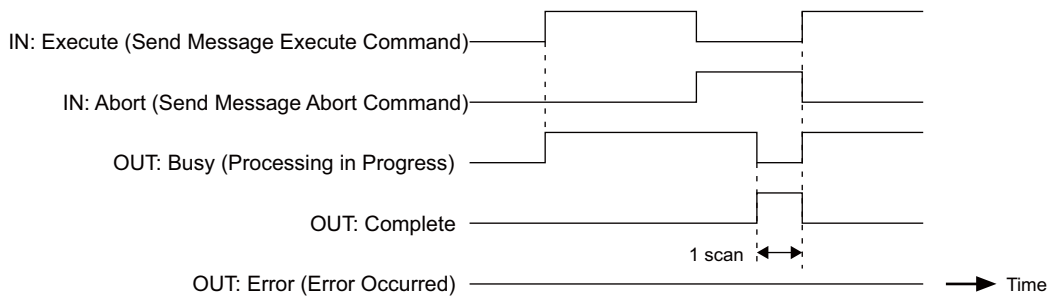 IN: Execute (Send Message Execute Command)
IN: Abort (Send Message Abort Command)
OUT: Busy (Processing in Progress)
OUT: Complete
1 scan
OUT: Error (Error Occurred)
Time